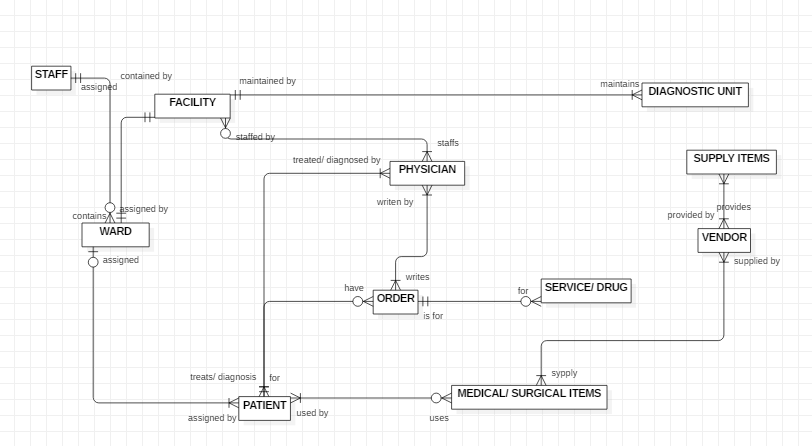 STAFF
contained by
assigned
maintained by
maintains
FACILITY
DIAGNOSTIC UNIT
staffed by
staffs
treated/ diagnosed by
PHYSICIAN
SUPPLY ITEMS
writen by
contains
assigned by
provides
provided by
WARD
VENDOR
assigned
supplied by
writes
have
ORDER
for
SERVICE/ DRUG
is for
treats/ diagnosis
for
sypply
PATIENT
MEDICAL/ SURGICAL ITEMS
assigned by
used by
uses